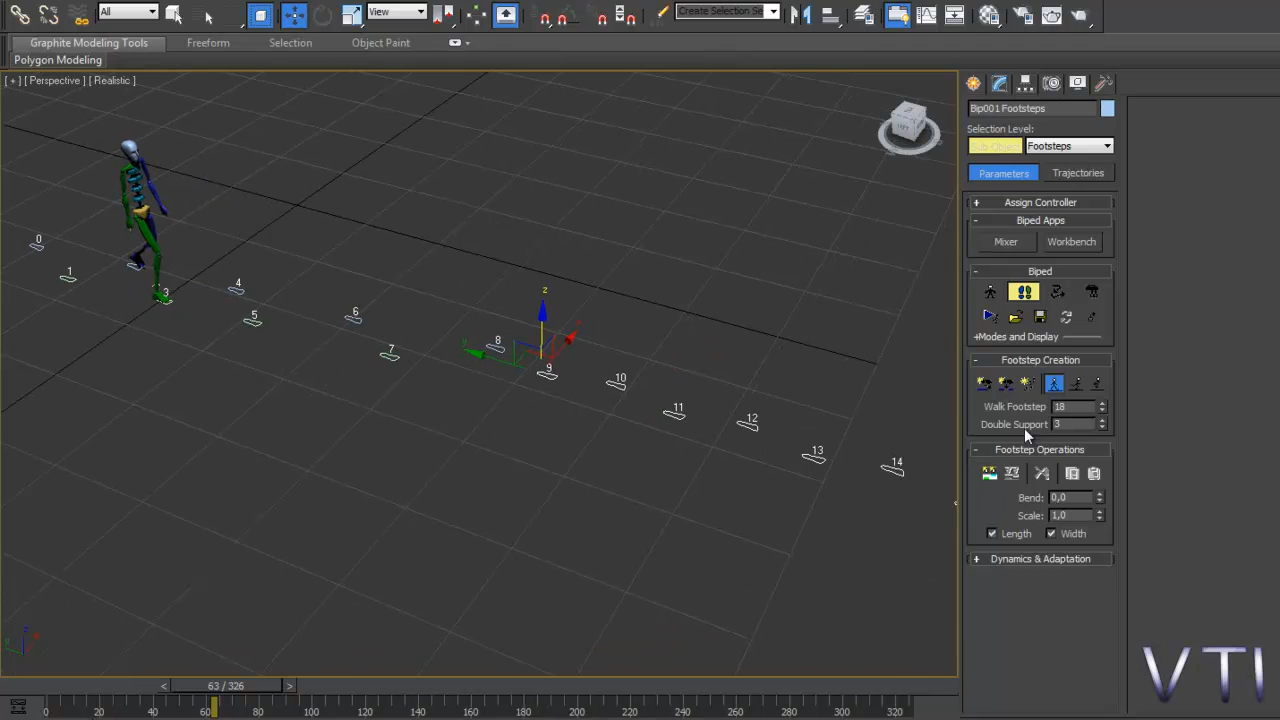 All
View
Create Selection Se
Graphite Modeling Tools
Freeform
Selection
Object Paint
Polygon Modeling
[ + ] [ Perspective ] [ Realistic ]
Bip001 Footsteps
Selection Level:
Sub-Object
Footsteps
Parameters
Trajectories
+ Assign Controller
- Biped Apps
Mixer
Workbench
- Biped
+Modes and Display
- Footstep Creation
Walk Footstep 18
Double Support 3
- Footstep Operations
Bend: 0,0
Scale: 1,0
Length
Width
+ Dynamics & Adaptation
0
1
3
4
5
6
7
8
9
10
11
12
13
14
z
x
y
VTI
< 63 / 326 >
0 20 40 60 80 100 120 140 160 180 200 220 240 260 280 300 320